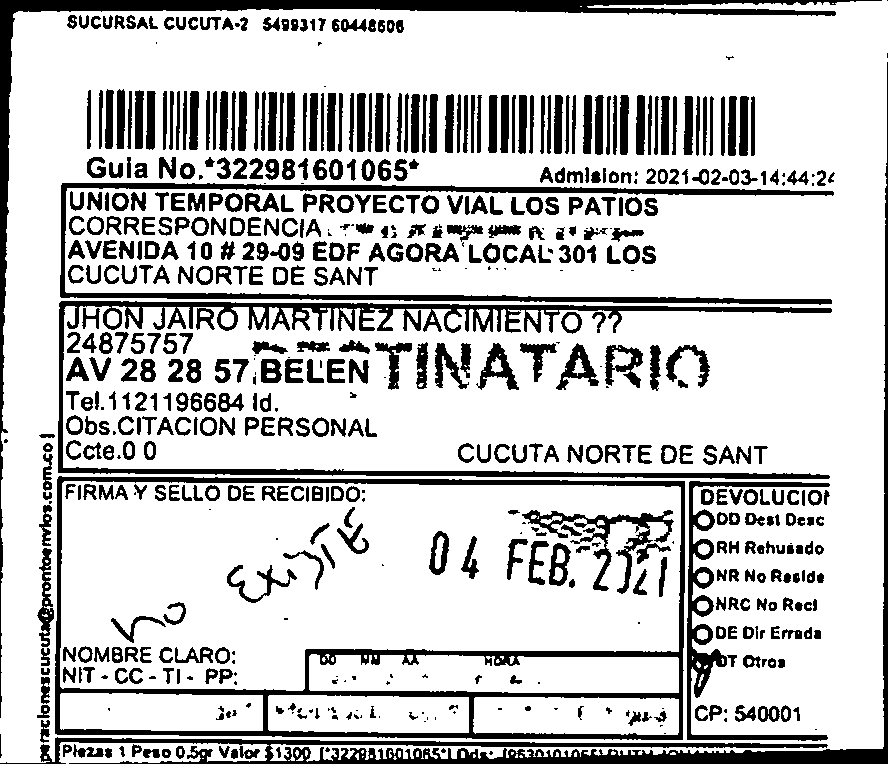 SUCURSAL CUCUTA-2 5499317 60448606
Guia No.*322981601065*
Admision: 2021-02-03-14:44:24
UNION TEMPORAL PROYECTO VIAL LOS PATIOS
CORRESPONDENCIA
AVENIDA 10 # 29-09 EDF AGORA LOCAL 301 LOS
CUCUTA NORTE DE SANT
JHON JAIRO MARTINEZ NACIMIENTO ??
24875757
AV 28 28 57 BELEN TINATARIO
Tel.1121196684 Id.
Obs.CITACION PERSONAL
Ccte.0 0 CUCUTA NORTE DE SANT
peracionescucuta@prontoenvios.com.co
FIRMA Y SELLO DE RECIBIDO:
no EXISTE
04 FEB. 2021
NOMBRE CLARO:
NIT - CC - TI - PP:
DD MM AA HORA
DEVOLUCION
DD Dest Desc
RH Rehusado
NR No Reside
NRC No Recl
DE Dir Errada
OT Otros
CP: 540001
Piezas 1 Peso 0.5gr Valor $1300 [*322981601065*]